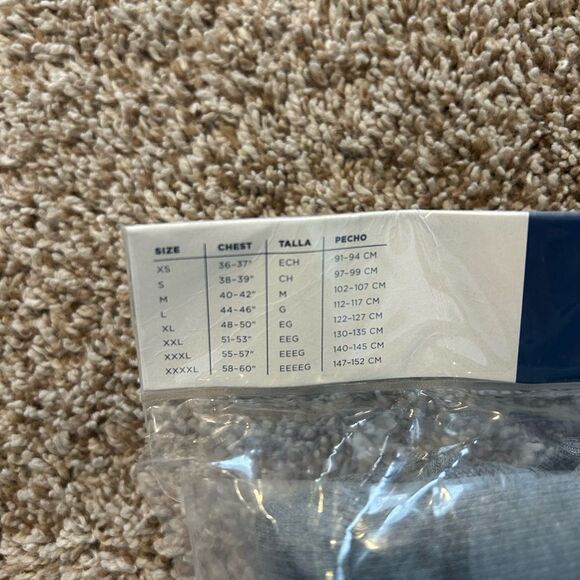 SIZE CHEST TALLA PECHO
XS 36-37" ECH 91-94 CM
S 38-39" CH 97-99 CM
M 40-42" M 102-107 CM
L 44-46" G 112-117 CM
XL 48-50" EG 122-127 CM
XXL 51-53" EEG 130-135 CM
XXXL 55-57" EEEG 140-145 CM
XXXXL 58-60" EEEEG 147-152 CM